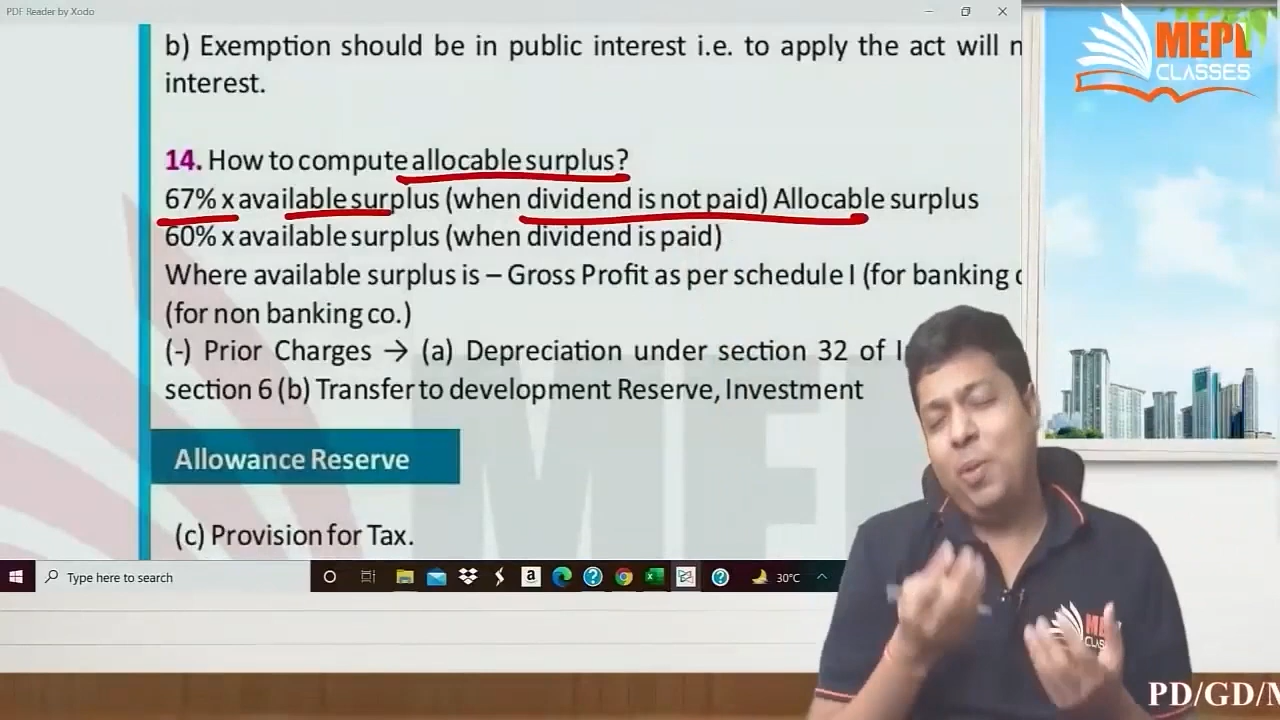 PDF Reader by Xodo
b) Exemption should be in public interest i.e. to apply the act will n
interest.
14. How to compute allocable surplus?
67% x available surplus (when dividend is not paid) Allocable surplus
60% x available surplus (when dividend is paid)
Where available surplus is – Gross Profit as per schedule I (for banking c
(for non banking co.)
(-) Prior Charges → (a) Depreciation under section 32 of I
section 6 (b) Transfer to development Reserve, Investment
Allowance Reserve
(c) Provision for Tax.
Type here to search
30°C
MEPL
CLASSES
PD/GD/M